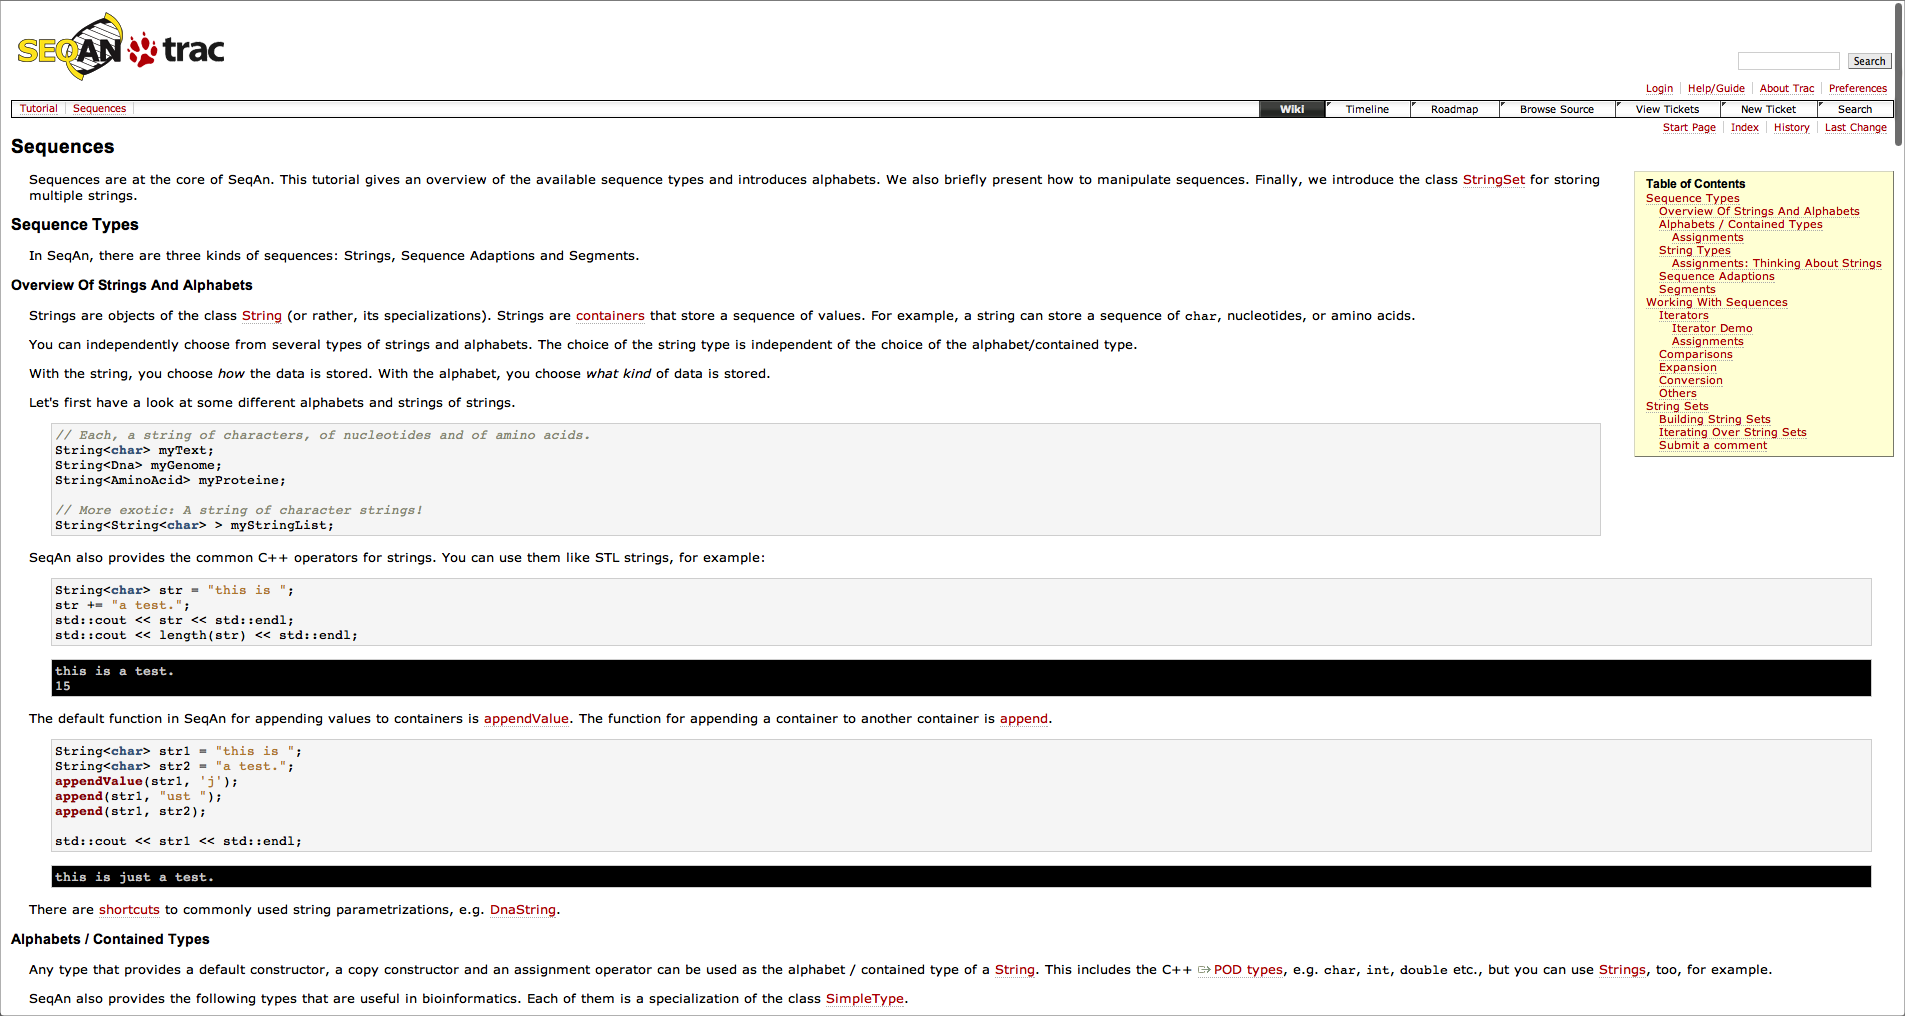 SEQAN trac
Search
Login Help/Guide About Trac Preferences
Tutorial Sequences Wiki Timeline Roadmap Browse Source View Tickets New Ticket Search
Start Page Index History Last Change
Sequences
Sequences are at the core of SeqAn. This tutorial gives an overview of the available sequence types and introduces alphabets. We also briefly present how to manipulate sequences. Finally, we introduce the class StringSet for storing
multiple strings.
Table of Contents
Sequence Types
Overview Of Strings And Alphabets
Alphabets / Contained Types
Assignments
String Types
Assignments: Thinking About Strings
Sequence Adaptions
Segments
Working With Sequences
Iterators
Iterator Demo
Assignments
Comparisons
Expansion
Conversion
Others
String Sets
Building String Sets
Iterating Over String Sets
Submit a comment
Sequence Types
In SeqAn, there are three kinds of sequences: Strings, Sequence Adaptions and Segments.
Overview Of Strings And Alphabets
Strings are objects of the class String (or rather, its specializations). Strings are containers that store a sequence of values. For example, a string can store a sequence of char, nucleotides, or amino acids.
You can independently choose from several types of strings and alphabets. The choice of the string type is independent of the choice of the alphabet/contained type.
With the string, you choose how the data is stored. With the alphabet, you choose what kind of data is stored.
Let's first have a look at some different alphabets and strings of strings.
// Each, a string of characters, of nucleotides and of amino acids.
String<char> myText;
String<Dna> myGenome;
String<AminoAcid> myProteine;
// More exotic: A string of character strings!
String<String<char> > myStringList;
SeqAn also provides the common C++ operators for strings. You can use them like STL strings, for example:
String<char> str = "this is ";
str += "a test.";
std::cout << str << std::endl;
std::cout << length(str) << std::endl;
this is a test.
15
The default function in SeqAn for appending values to containers is appendValue. The function for appending a container to another container is append.
String<char> str1 = "this is ";
String<char> str2 = "a test.";
appendValue(str1, 'j');
append(str1, "ust ");
append(str1, str2);
std::cout << str1 << std::endl;
this is just a test.
There are shortcuts to commonly used string parametrizations, e.g. DnaString.
Alphabets / Contained Types
Any type that provides a default constructor, a copy constructor and an assignment operator can be used as the alphabet / contained type of a String. This includes the C++ POD types, e.g. char, int, double etc., but you can use Strings, too, for example.
SeqAn also provides the following types that are useful in bioinformatics. Each of them is a specialization of the class SimpleType.